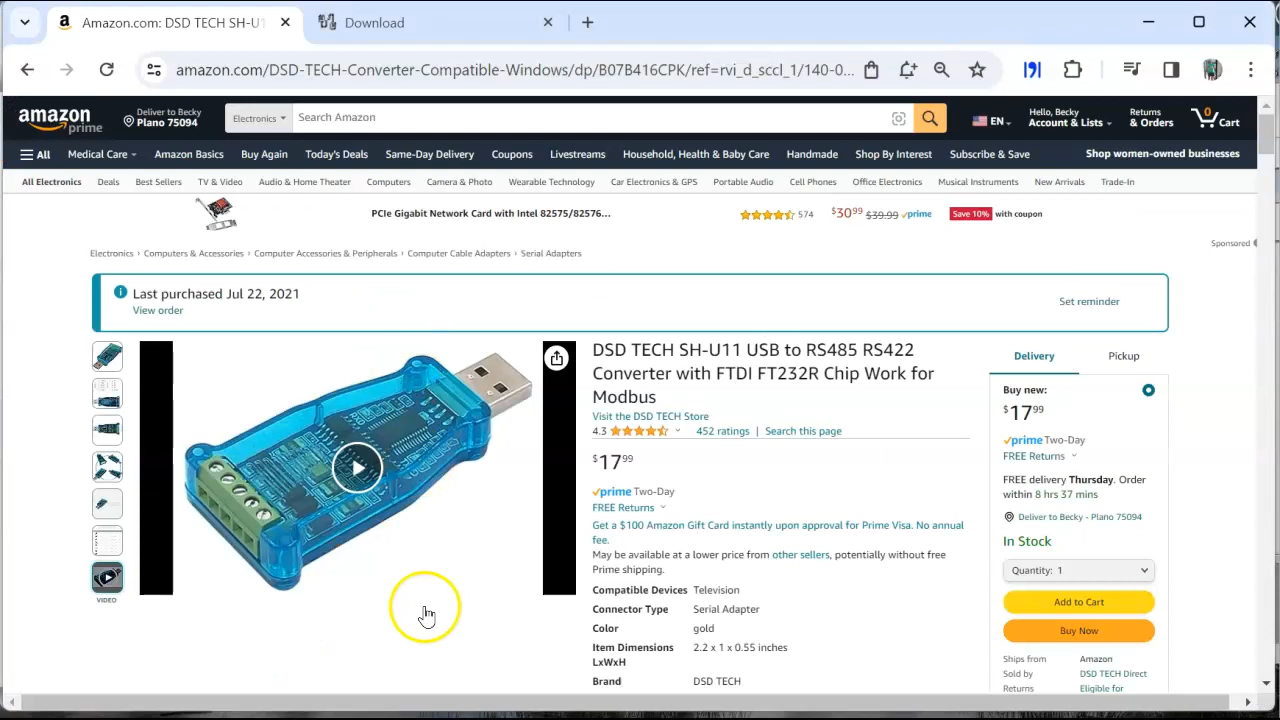 Amazon.com: DSD TECH SH-U1
Download
amazon.com/DSD-TECH-Converter-Compatible-Windows/dp/B07B416CPK/ref=rvi_d_sccl_1/140-0...
amazon
prime
Deliver to Becky
Plano 75094
Electronics
Search Amazon
EN
Hello, Becky
Account & Lists
Returns
& Orders
0
Cart
All
Medical Care
Amazon Basics
Buy Again
Today's Deals
Same-Day Delivery
Coupons
Livestreams
Household, Health & Baby Care
Handmade
Shop By Interest
Subscribe & Save
Shop women-owned businesses
All Electronics
Deals
Best Sellers
TV & Video
Audio & Home Theater
Computers
Camera & Photo
Wearable Technology
Car Electronics & GPS
Portable Audio
Cell Phones
Office Electronics
Musical Instruments
New Arrivals
Trade-In
PCIe Gigabit Network Card with Intel 82575/82576...
574
$30⁹⁹ $39.99 prime
Save 10% with coupon
Sponsored
Electronics › Computers & Accessories › Computer Accessories & Peripherals › Computer Cable Adapters › Serial Adapters
Last purchased Jul 22, 2021
View order
Set reminder
VIDEO
DSD TECH SH-U11 USB to RS485 RS422
Converter with FTDI FT232R Chip Work for
Modbus
Visit the DSD TECH Store
4.3
452 ratings | Search this page
$17⁹⁹
prime Two-Day
FREE Returns
Get a $100 Amazon Gift Card instantly upon approval for Prime Visa. No annual
fee.
May be available at a lower price from other sellers, potentially without free
Prime shipping.
Compatible Devices Television
Connector Type Serial Adapter
Color gold
Item Dimensions 2.2 x 1 x 0.55 inches
LxWxH
Brand DSD TECH
Delivery
Pickup
Buy new:
$17⁹⁹
prime Two-Day
FREE Returns
FREE delivery Thursday. Order
within 8 hrs 37 mins
Deliver to Becky - Plano 75094
In Stock
Quantity: 1
Add to Cart
Buy Now
Ships from Amazon
Sold by DSD TECH Direct
Returns Eligible for